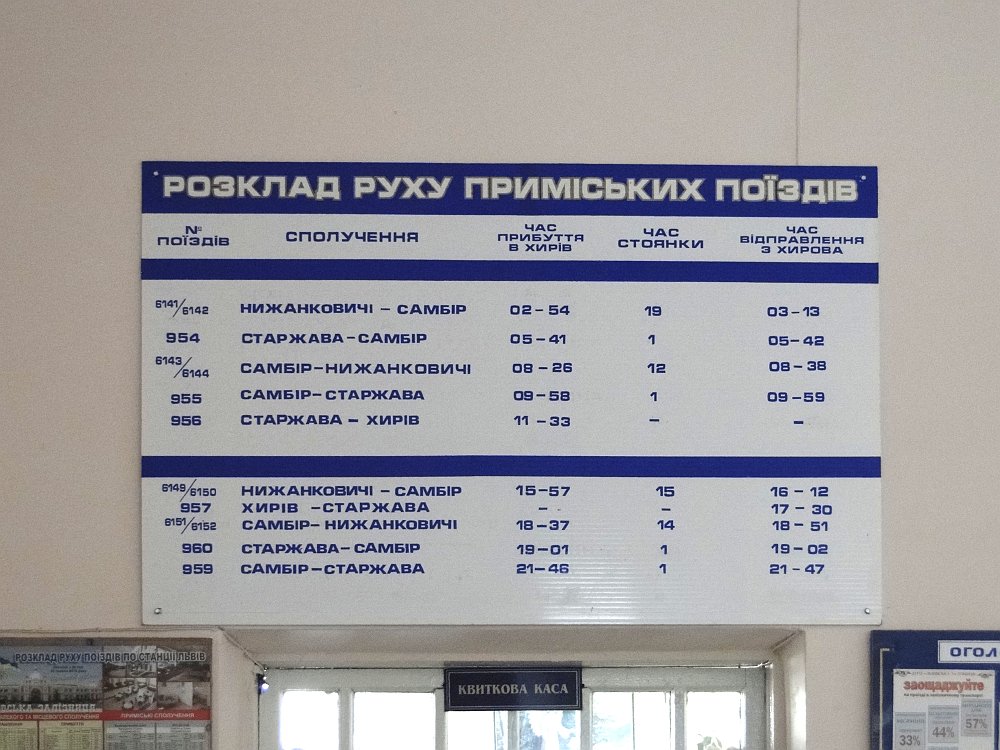 РОЗКЛАД РУХУ ПРИМІСЬКИХ ПОЇЗДІВ
№ ПОЇЗДІВ СПОЛУЧЕННЯ ЧАС ПРИБУТТЯ В ХИРІВ ЧАС СТОЯНКИ ЧАС ВІДПРАВЛЕННЯ З ХИРОВА
6141/6142 НИЖАНКОВИЧІ – САМБІР 02-54 19 03-13
954 СТАРЖАВА-САМБІР 05-41 1 05-42
6143/6144 САМБІР-НИЖАНКОВИЧІ 08-26 12 08-38
955 САМБІР-СТАРЖАВА 09-58 1 09-59
956 СТАРЖАВА – ХИРІВ 11-33 – –
6149/6150 НИЖАНКОВИЧІ – САМБІР 15-57 15 16-12
957 ХИРІВ -СТАРЖАВА – – 17-30
6151/6152 САМБІР-НИЖАНКОВИЧІ 18-37 14 18-51
960 СТАРЖАВА-САМБІР 19-01 1 19-02
959 САМБІР-СТАРЖАВА 21-46 1 21-47
РОЗКЛАД РУХУ ПОЇЗДІВ ПО СТАНЦІЇ ЛЬВІВ
ЗАЛІЗНИЦЯ
МІСЦЕВОГО СПОЛУЧЕННЯ ПРИМІСЬКІ СПОЛУЧЕННЯ
КВИТКОВА КАСА
ОГОЛ
заощаджуйте
33% 44% 57%